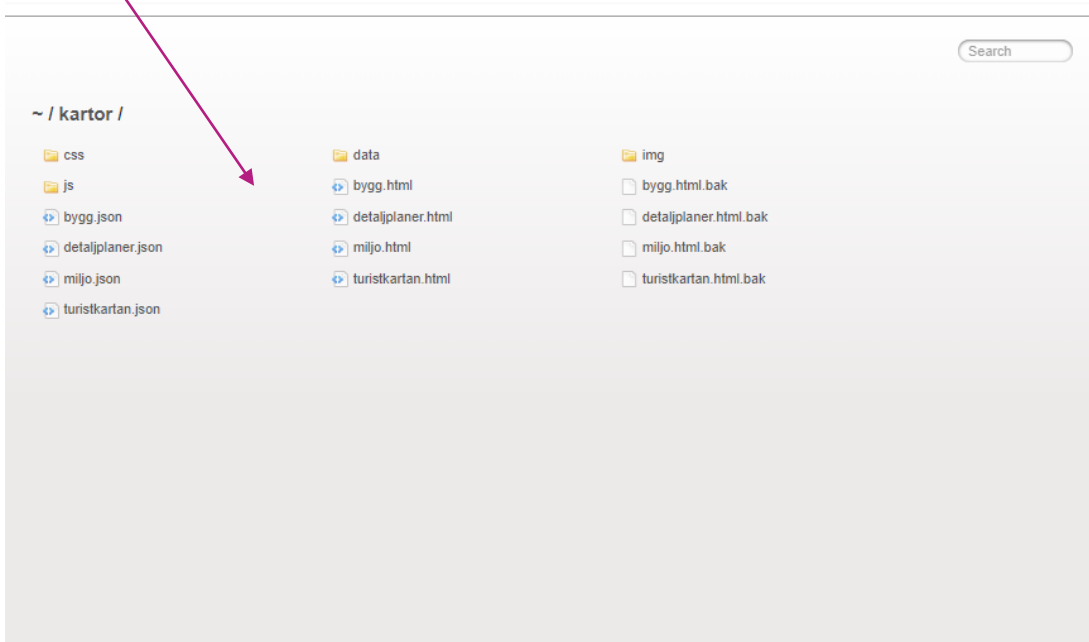 Search
~ / kartor /
css data img
js bygg.html bygg.html.bak
bygg.json detaljplaner.html detaljplaner.html.bak
detaljplaner.json miljo.html miljo.html.bak
miljo.json turistkartan.html turistkartan.html.bak
turistkartan.json